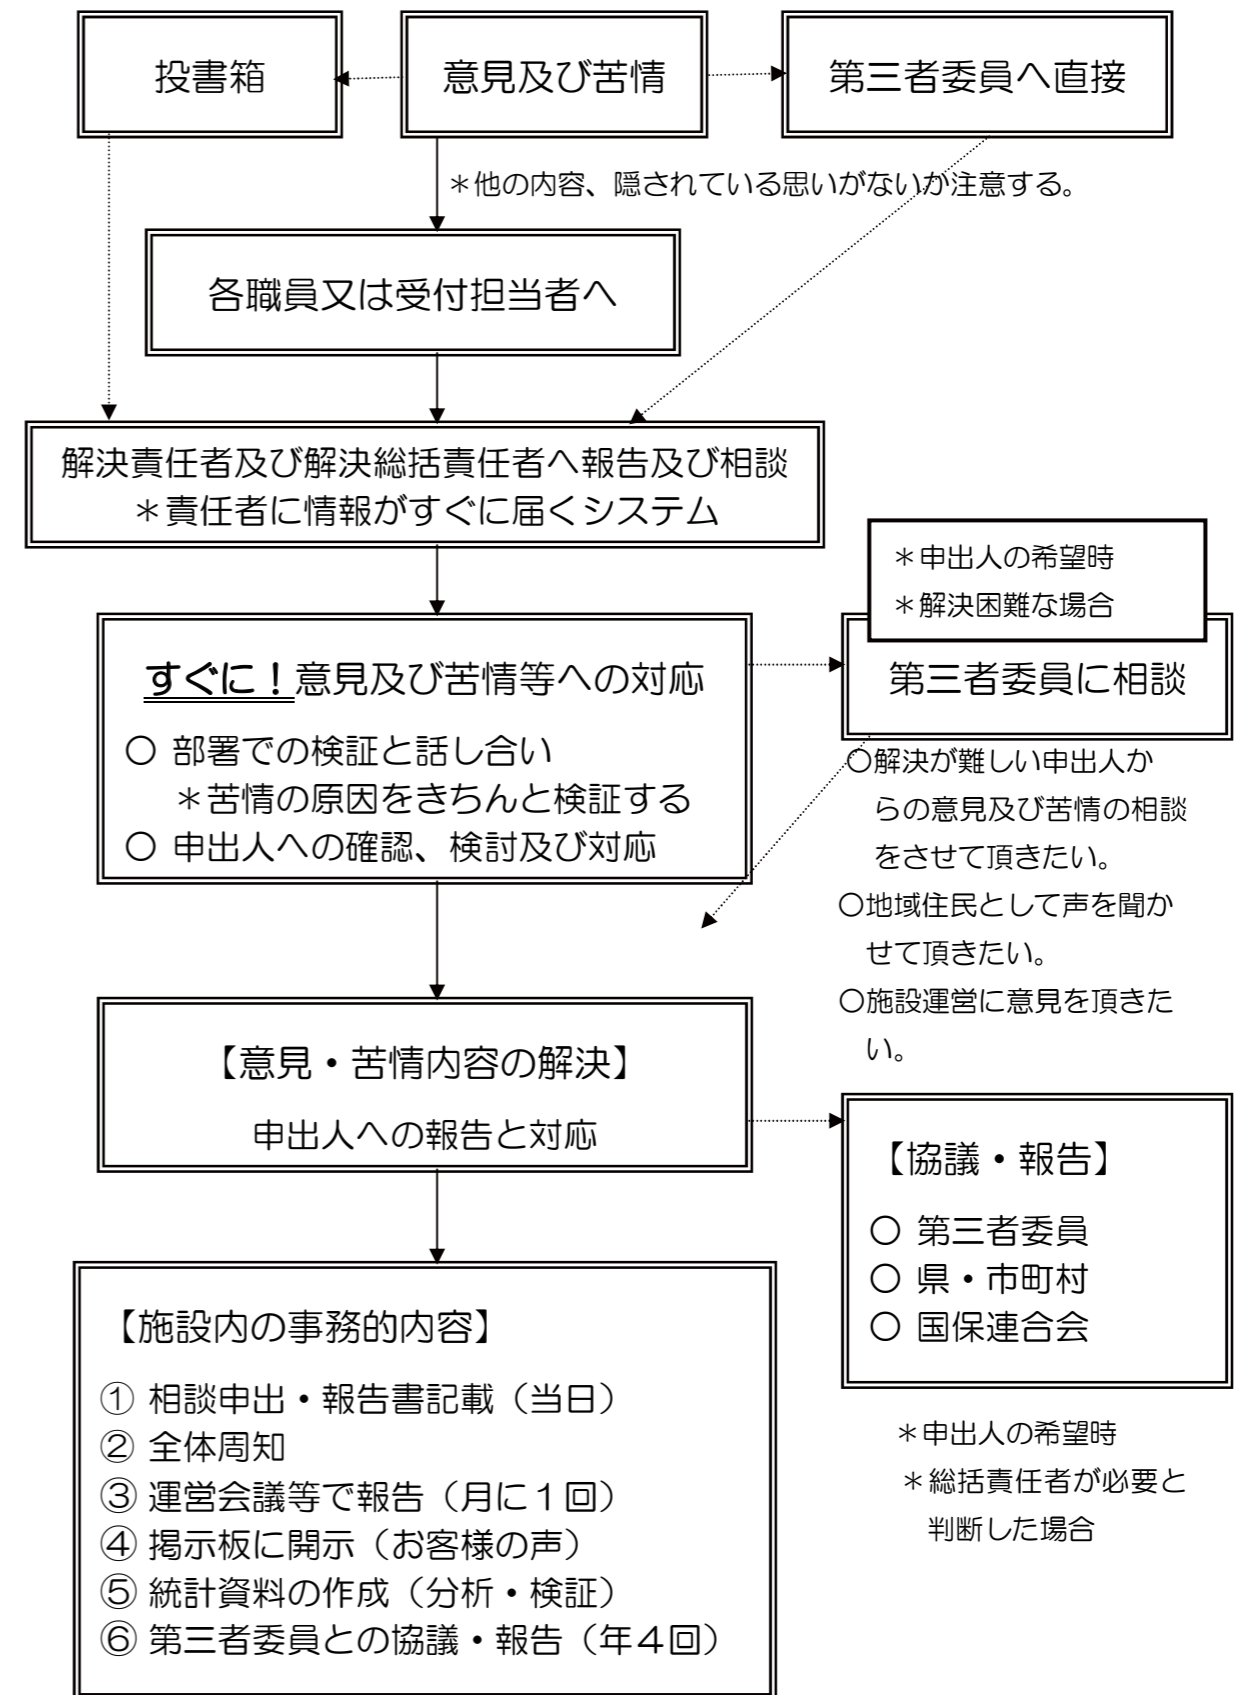 投書箱
意見及び苦情
第三者委員へ直接
＊他の内容、隠されている思いがないか注意する。
各職員又は受付担当者へ
解決責任者及び解決総括責任者へ報告及び相談
＊責任者に情報がすぐに届くシステム
＊申出人の希望時
＊解決困難な場合
すぐに！意見及び苦情等への対応
○ 部署での検証と話し合い
＊苦情の原因をきちんと検証する
○ 申出人への確認、検討及び対応
第三者委員に相談
○解決が難しい申出人か
らの意見及び苦情の相談
をさせて頂きたい。
○地域住民として声を聞か
せて頂きたい。
○施設運営に意見を頂きた
い。
【意見・苦情内容の解決】
申出人への報告と対応
【協議・報告】
○ 第三者委員
○ 県・市町村
○ 国保連合会
＊申出人の希望時
＊総括責任者が必要と
判断した場合
【施設内の事務的内容】
① 相談申出・報告書記載（当日）
② 全体周知
③ 運営会議等で報告（月に１回）
④ 掲示板に開示（お客様の声）
⑤ 統計資料の作成（分析・検証）
⑥ 第三者委員との協議・報告（年４回）